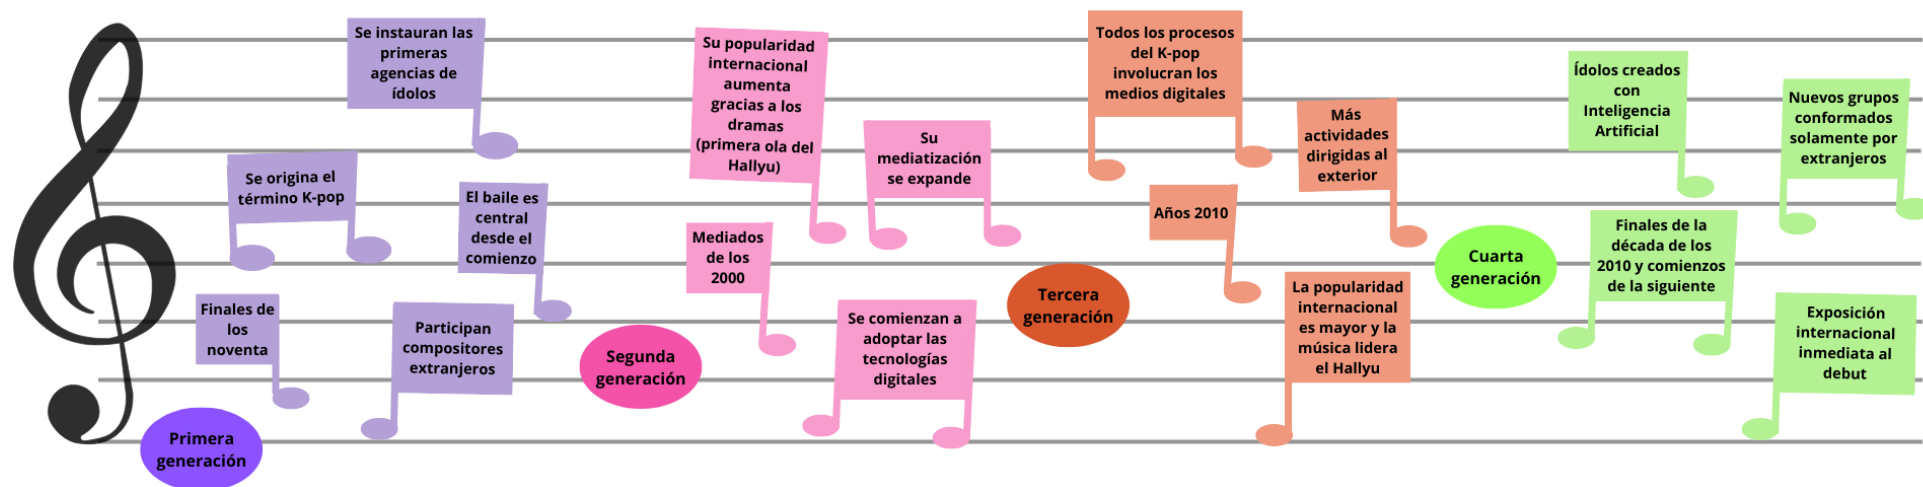 Primera
generación
Finales de
los
noventa
Se origina el
término K-pop
Se instauran las
primeras
agencias de
ídolos
Participan
compositores
extranjeros
El baile es
central
desde el
comienzo
Segunda
generación
Mediados
de los
2000
Su popularidad
internacional
aumenta
gracias a los
dramas
(primera ola del
Hallyu)
Se comienzan a
adoptar las
tecnologías
digitales
Su
mediatización
se expande
Tercera
generación
Años 2010
Todos los procesos
del K-pop
involucran los
medios digitales
La popularidad
internacional
es mayor y la
música lidera
el Hallyu
Más
actividades
dirigidas al
exterior
Cuarta
generación
Finales de la
década de los
2010 y comienzos
de la siguiente
Ídolos creados
con
Inteligencia
Artificial
Nuevos grupos
conformados
solamente por
extranjeros
Exposición
internacional
inmediata al
debut